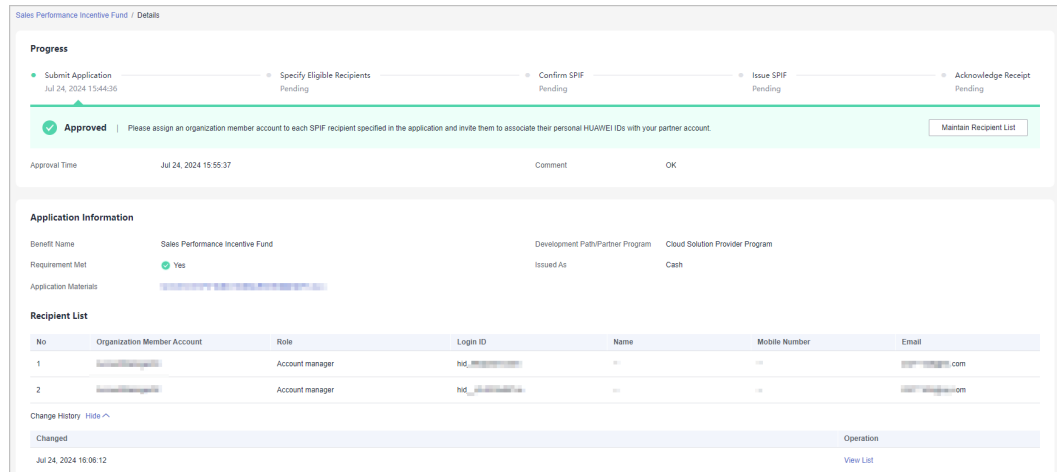 Sales Performance Incentive Fund / Details
Progress
Submit Application Specify Eligible Recipients Confirm SPIF Issue SPIF Acknowledge Receipt
Jul 24, 2024 15:44:36 Pending Pending Pending Pending
Approved | Please assign an organization member account to each SPIF recipient specified in the application and invite them to associate their personal HUAWEI IDs with your partner account. Maintain Recipient List
Approval Time Jul 24, 2024 15:55:37 Comment OK
Application Information
Benefit Name Sales Performance Incentive Fund Development Path/Partner Program Cloud Solution Provider Program
Requirement Met Yes Issued As Cash
Application Materials
Recipient List
No Organization Member Account Role Login ID Name Mobile Number Email
1 Account manager hid_ .com
2 Account manager hid_ om
Change History Hide
Changed Operation
Jul 24, 2024 16:06:12 View List